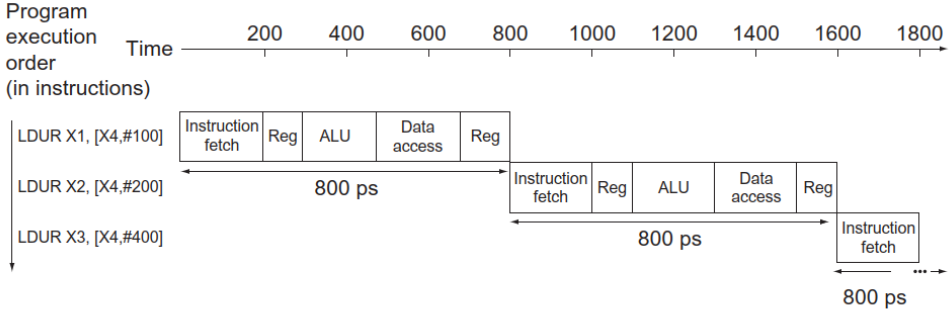 Program
execution
order
(in instructions)
Time
200 400 600 800 1000 1200 1400 1600 1800
LDUR X1, [X4,#100]
Instruction
fetch
Reg
ALU
Data
access
Reg
800 ps
LDUR X2, [X4,#200]
Instruction
fetch
Reg
ALU
Data
access
Reg
800 ps
LDUR X3, [X4,#400]
Instruction
fetch
...
800 ps